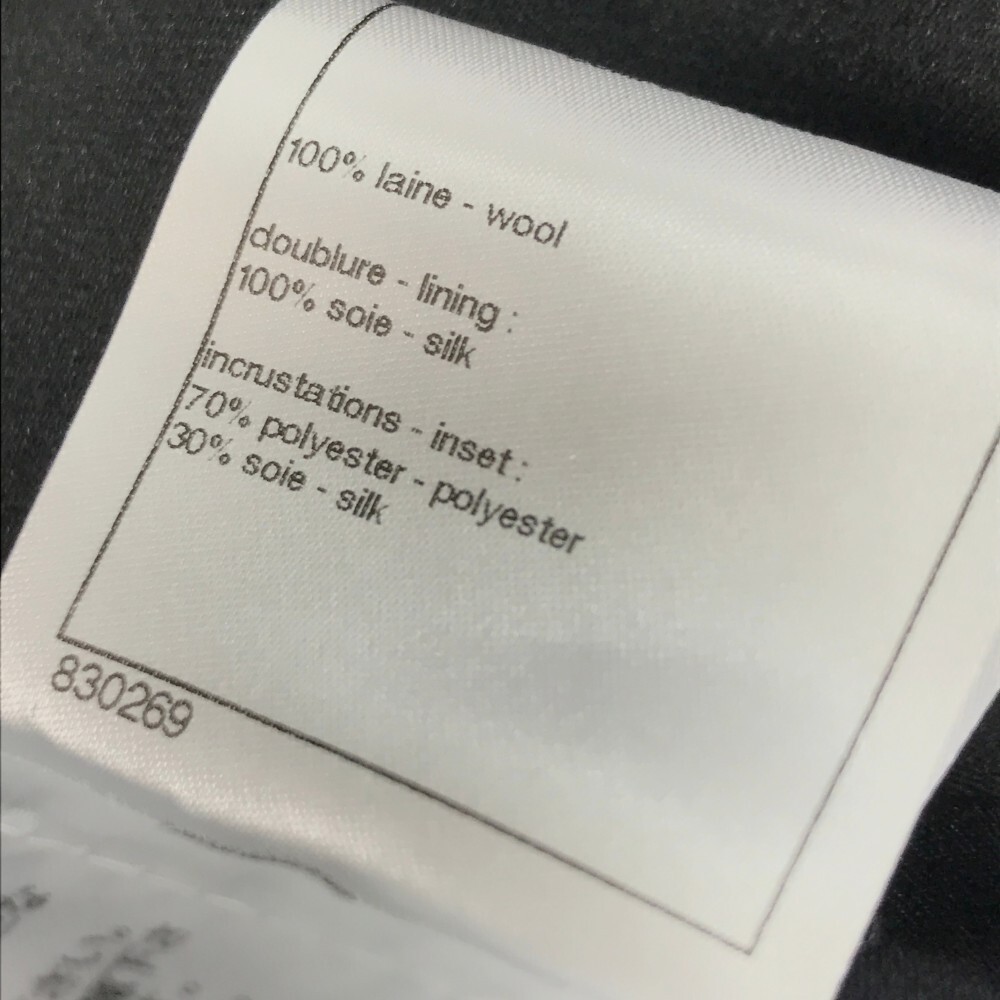 100% laine - wool
doublure - lining :
100% soie - silk
incrustations - inset :
70% polyester - polyester
30% soie - silk
830269